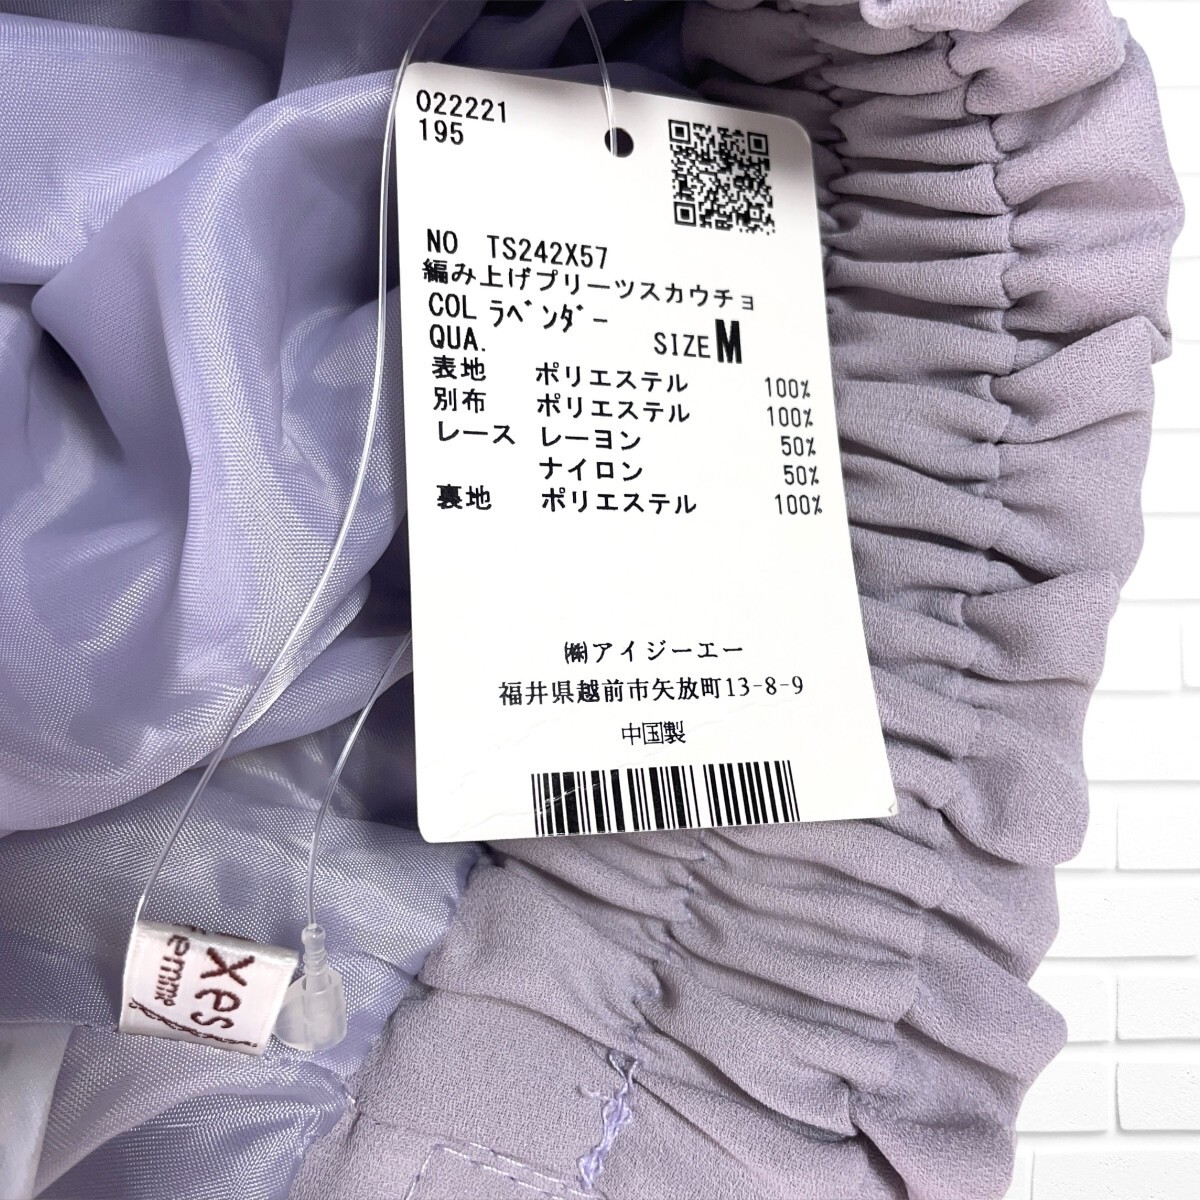 022221
195
NO TS242X57
編み上げプリーツスカウチョ
COL ﾗﾍﾞﾝﾀﾞｰ
QUA. SIZE M
表地 ポリエステル 100%
別布 ポリエステル 100%
レース レーヨン 50%
ナイロン 50%
裏地 ポリエステル 100%
㈱アイジーエー
福井県越前市矢放町13-8-9
中国製
xes
femme